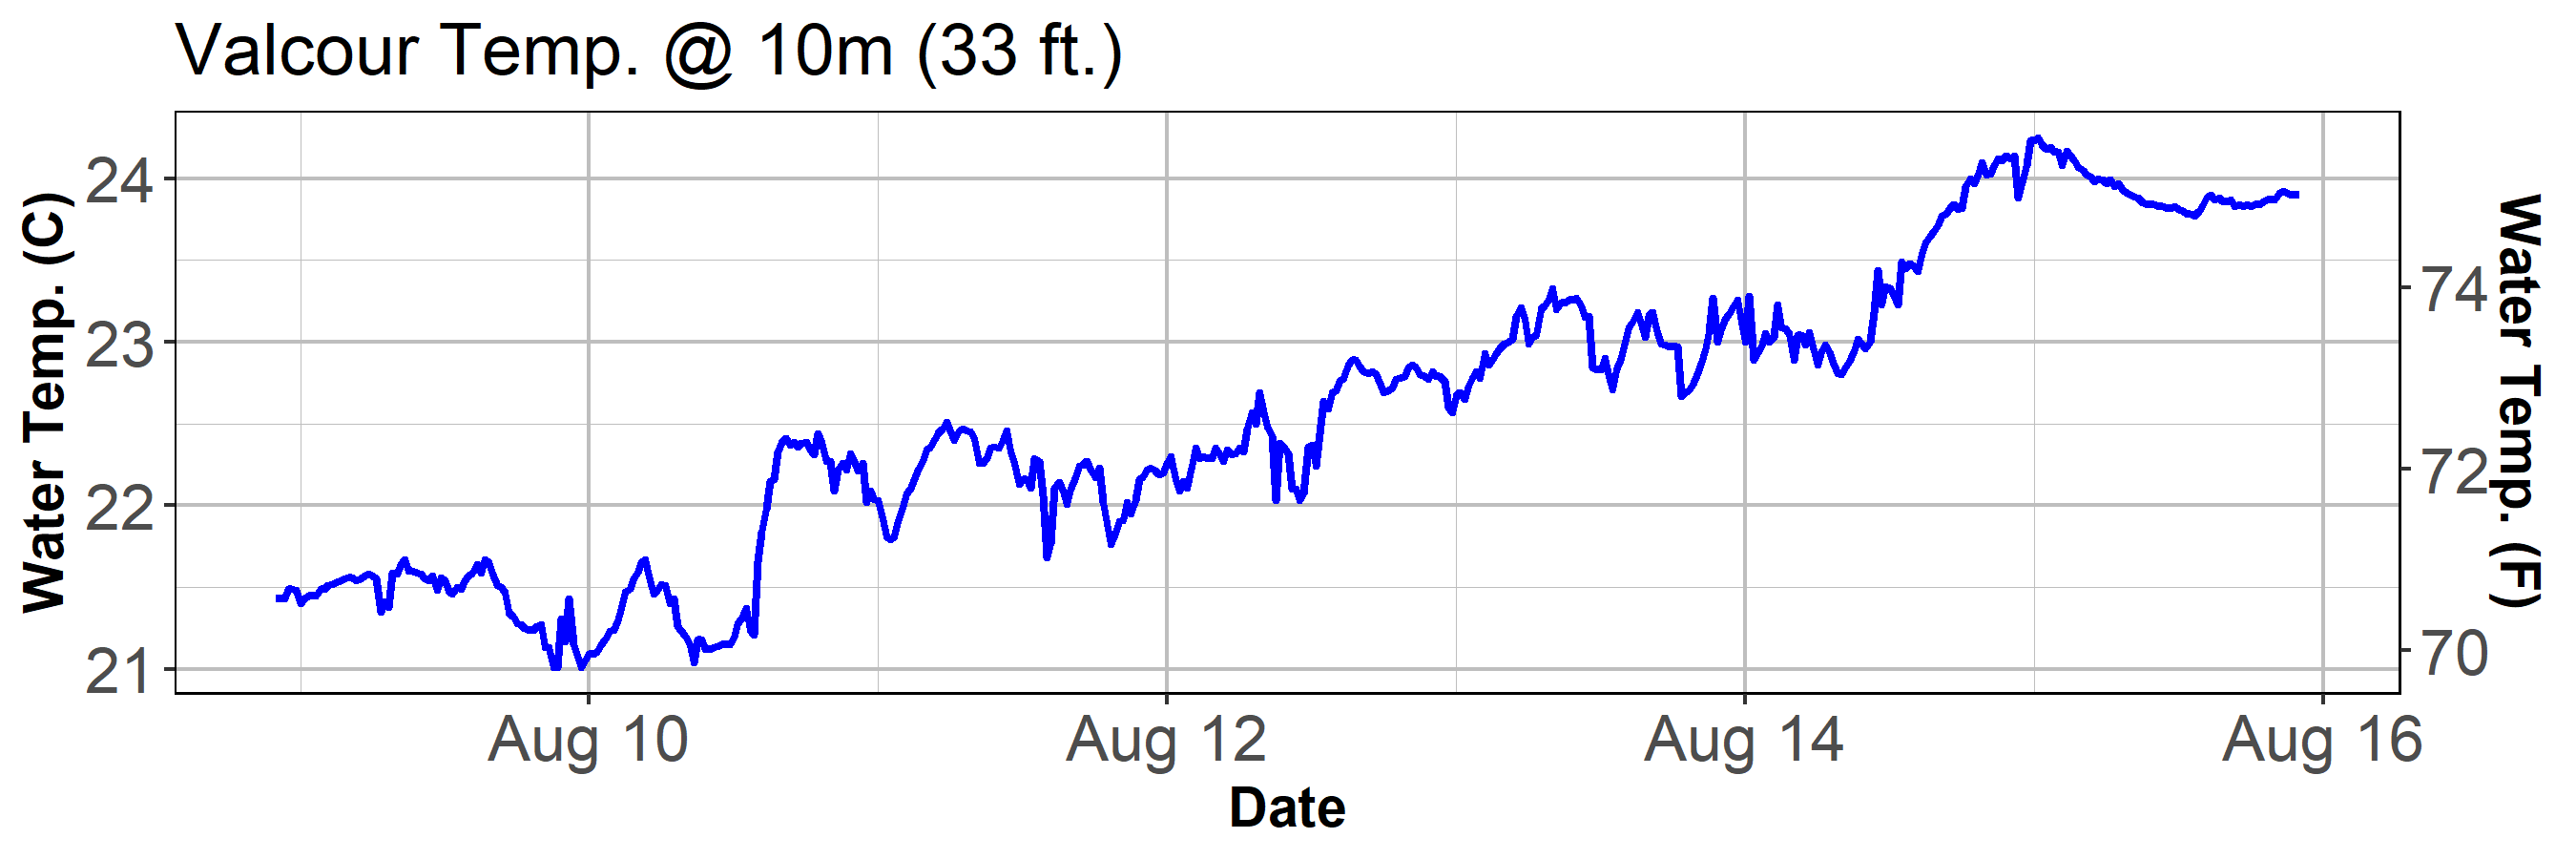 Valcour Temp. @ 10m (33 ft.)
Water Temp. (C)
24
23
22
21
74
72
70
Water Temp. (F)
Aug 10
Aug 12
Aug 14
Aug 16
Date